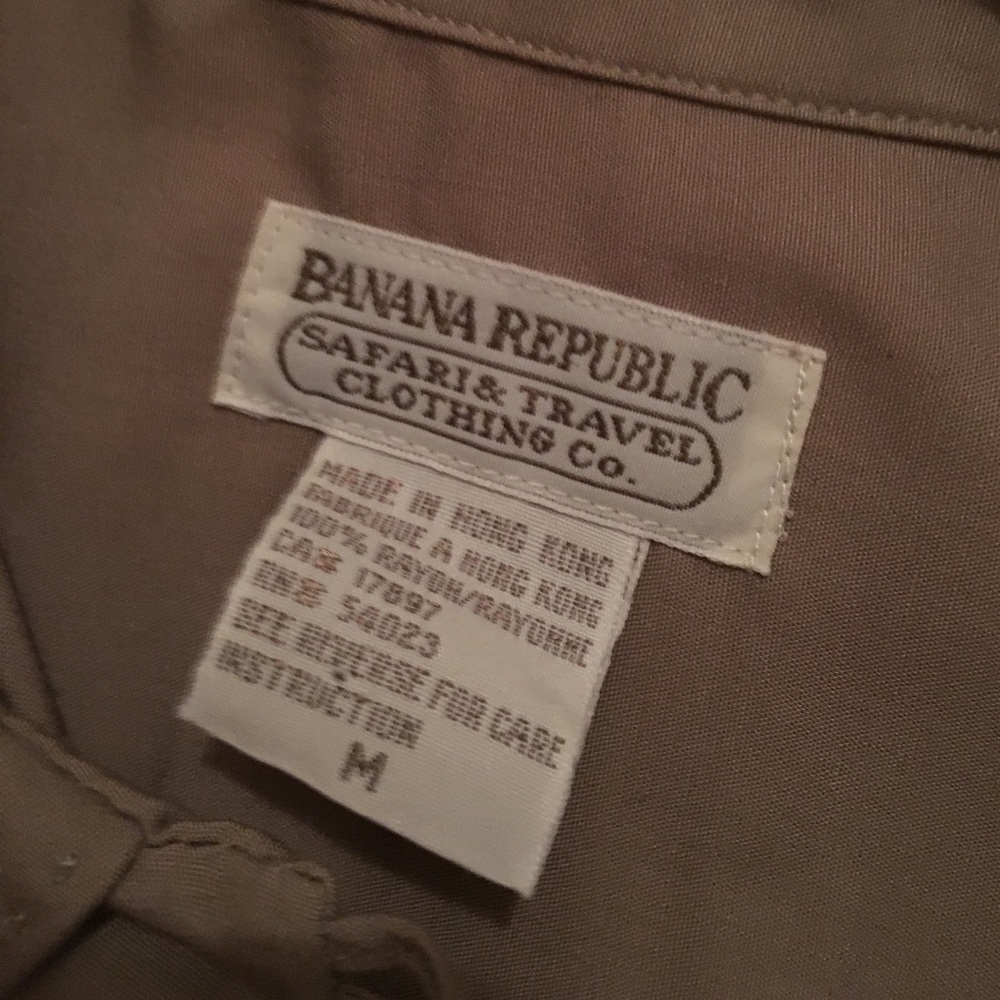 BANANA REPUBLIC
SAFARI & TRAVEL
CLOTHING Co.
MADE IN HONG KONG
FABRIQUE A HONG KONG
100% RAYON/RAYONNE
CA# 17897
RN# 54023
SEE REVERSE FOR CARE
INSTRUCTION
M